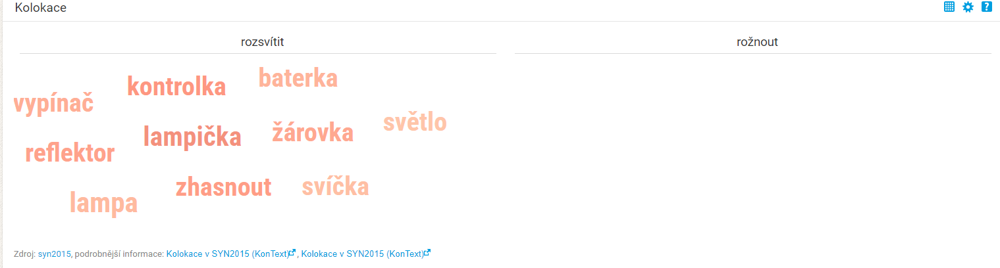 Kolokace
rozsvítit
rožnout
baterka
kontrolka
vypínač
světlo
žárovka
lampička
reflektor
zhasnout
svíčka
lampa
Zdroj: syn2015, podrobnější informace: Kolokace v SYN2015 (KonText), Kolokace v SYN2015 (KonText)